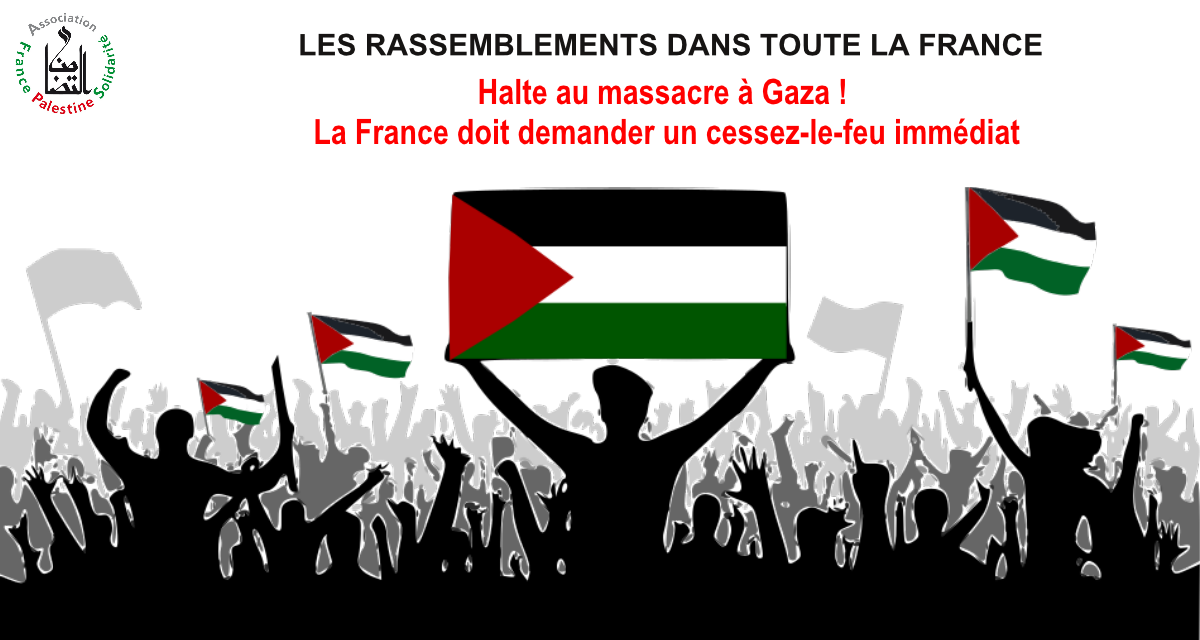 Association
France Palestine Solidarité
التضامن
LES RASSEMBLEMENTS DANS TOUTE LA FRANCE
Halte au massacre à Gaza !
La France doit demander un cessez-le-feu immédiat